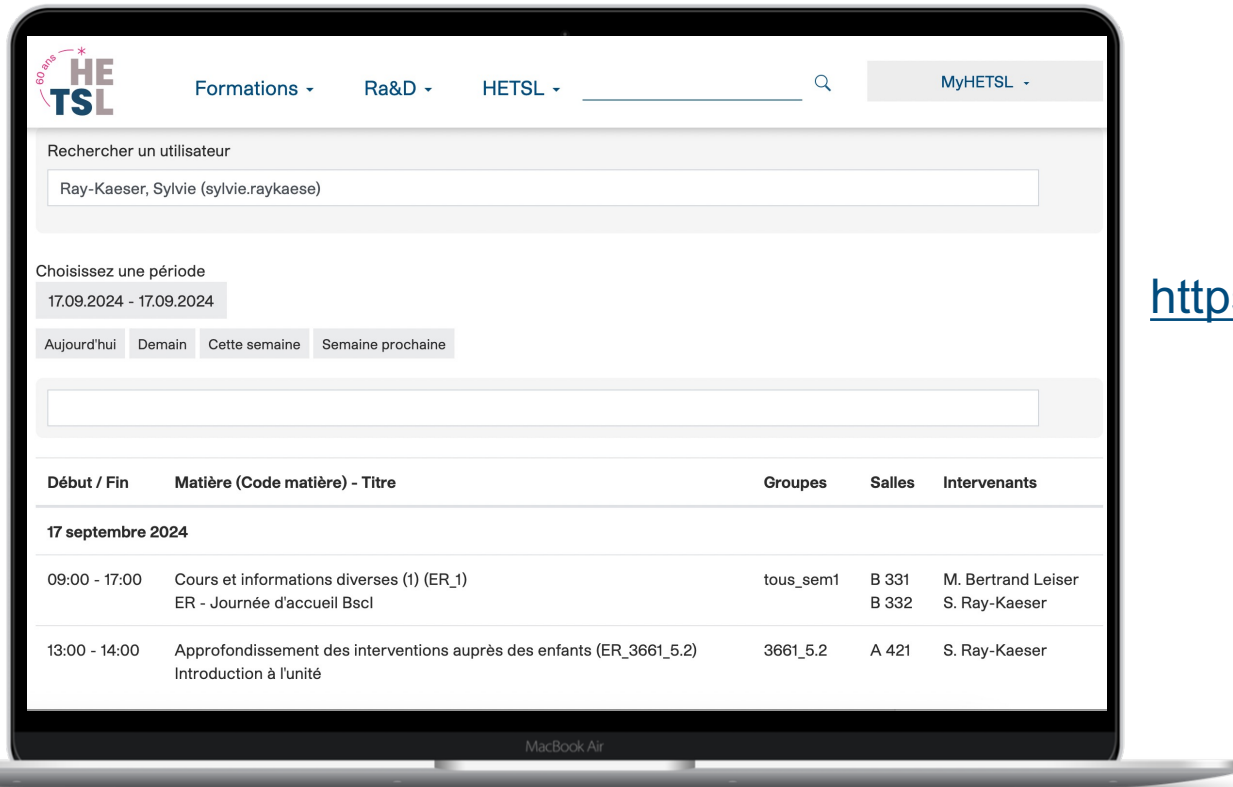 60 ans
HE
TSL
Formations
Ra&D
HETSL
MyHETSL
Rechercher un utilisateur
Ray-Kaeser, Sylvie (sylvie.raykaese)
Choisissez une période
17.09.2024 - 17.09.2024
Aujourd'hui Demain Cette semaine Semaine prochaine
http
Début / Fin Matière (Code matière) - Titre Groupes Salles Intervenants
17 septembre 2024
09:00 - 17:00 Cours et informations diverses (1) (ER_1) tous_sem1 B 331 M. Bertrand Leiser
ER - Journée d'accueil Bscl B 332 S. Ray-Kaeser
13:00 - 14:00 Approfondissement des interventions auprès des enfants (ER_3661_5.2) 3661_5.2 A 421 S. Ray-Kaeser
Introduction à l'unité
MacBook Air